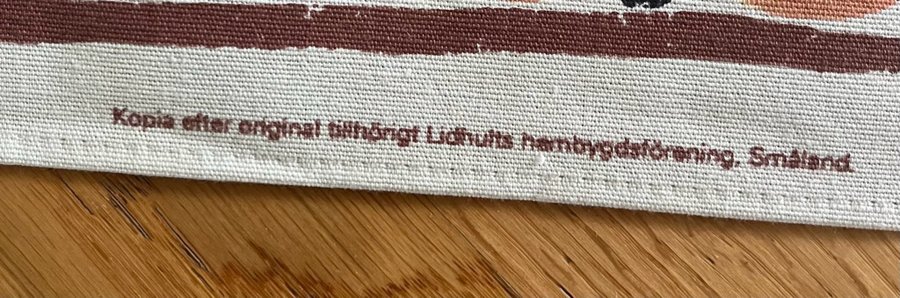 Kopia efter original tillhörigt Lidhults hembygdsförening, Småland.